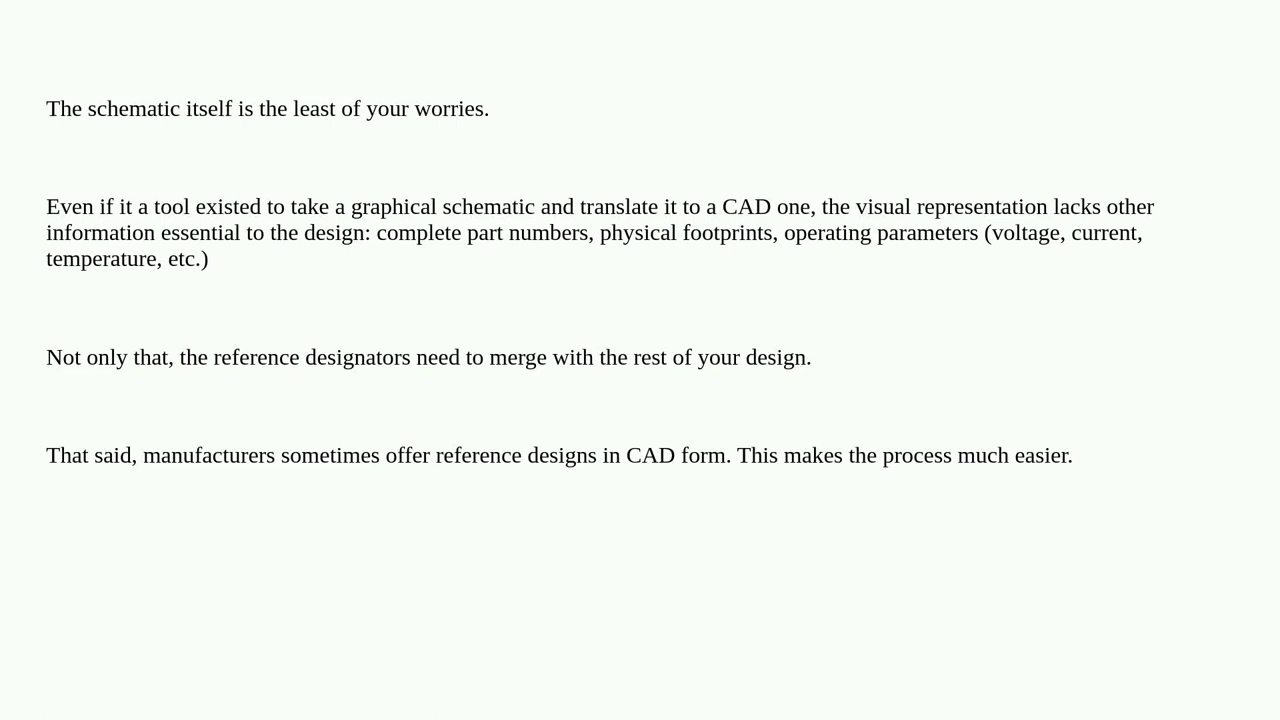 The schematic itself is the least of your worries.
Even if it a tool existed to take a graphical schematic and translate it to a CAD one, the visual representation lacks other
information essential to the design: complete part numbers, physical footprints, operating parameters (voltage, current,
temperature, etc.)
Not only that, the reference designators need to merge with the rest of your design.
That said, manufacturers sometimes offer reference designs in CAD form. This makes the process much easier.